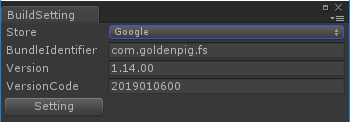 BuildSetting
Store Google
BundleIdentifier com.goldenpig.fs
Version 1.14.00
VersionCode 2019010600
Setting